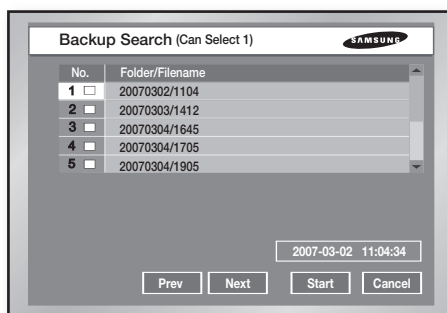 Backup Search (Can Select 1)
SAMSUNG
No. Folder/Filename
1 20070302/1104
2 20070303/1412
3 20070304/1645
4 20070304/1705
5 20070304/1905
2007-03-02 11:04:34
Prev Next Start Cancel